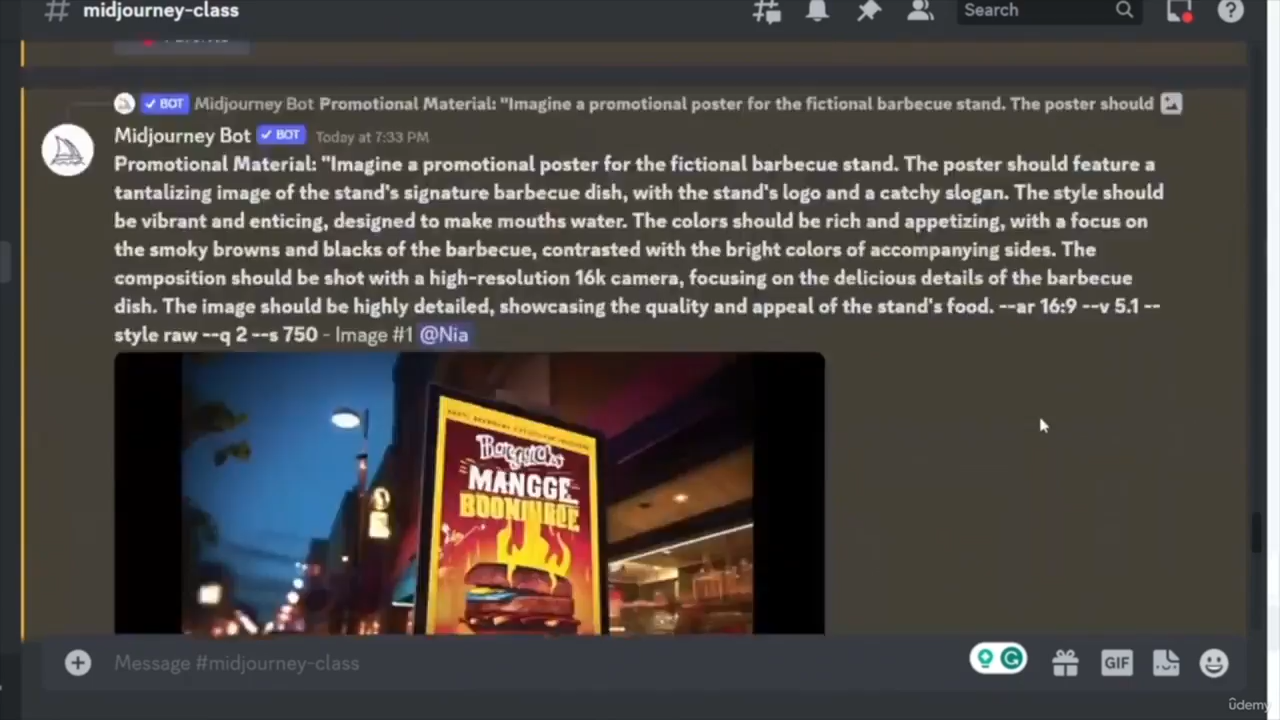 # midjourney-class
Search
BOT Midjourney Bot Promotional Material: "Imagine a promotional poster for the fictional barbecue stand. The poster should
Midjourney Bot BOT Today at 7:33 PM
Promotional Material: "Imagine a promotional poster for the fictional barbecue stand. The poster should feature a
tantalizing image of the stand's signature barbecue dish, with the stand's logo and a catchy slogan. The style should
be vibrant and enticing, designed to make mouths water. The colors should be rich and appetizing, with a focus on
the smoky browns and blacks of the barbecue, contrasted with the bright colors of accompanying sides. The
composition should be shot with a high-resolution 16k camera, focusing on the delicious details of the barbecue
dish. The image should be highly detailed, showcasing the quality and appeal of the stand's food. --ar 16:9 --v 5.1 --
style raw --q 2 --s 750 - Image #1 @Nia
MANGGE
Message #midjourney-class
GIF
ûdemy